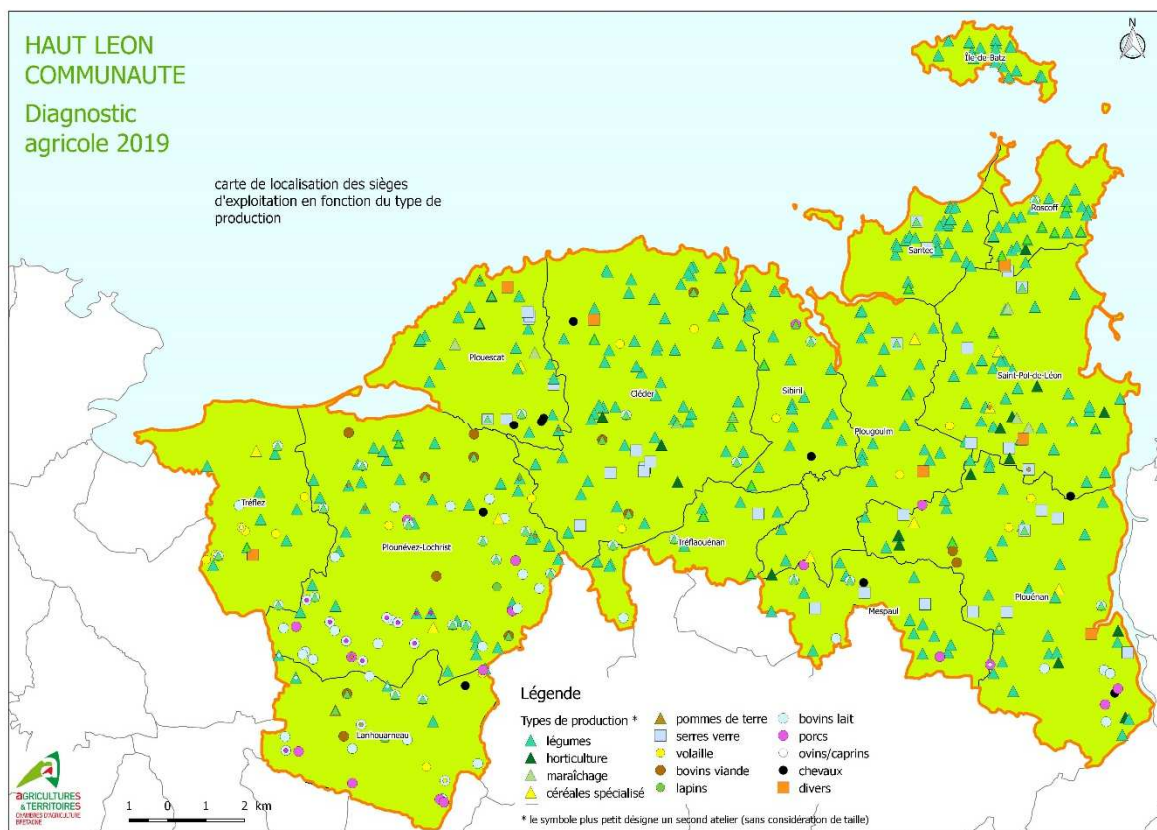 HAUT LEON
COMMUNAUTE
Diagnostic
agricole 2019
N
carte de localisation des sièges
d'exploitation en fonction du type de
production
Île-de-Batz
Roscoff
Santec
Plouescat
Cléder
Sibiril
Plougoulm
Saint-Pol-de-Léon
Tréflez
Plounévez-Lochrist
Tréflaouénan
Mespaul
Plouénan
Lanhouarneau
Légende
Types de production *
légumes
horticulture
maraîchage
céréales spécialisé
pommes de terre
serres verre
volaille
bovins viande
lapins
bovins lait
porcs
ovins/caprins
chevaux
divers
* le symbole plus petit désigne un second atelier (sans considération de taille)
1 0 1 2 km
AGRICULTURES
& TERRITOIRES
CHAMBRES D'AGRICULTURE
BRETAGNE